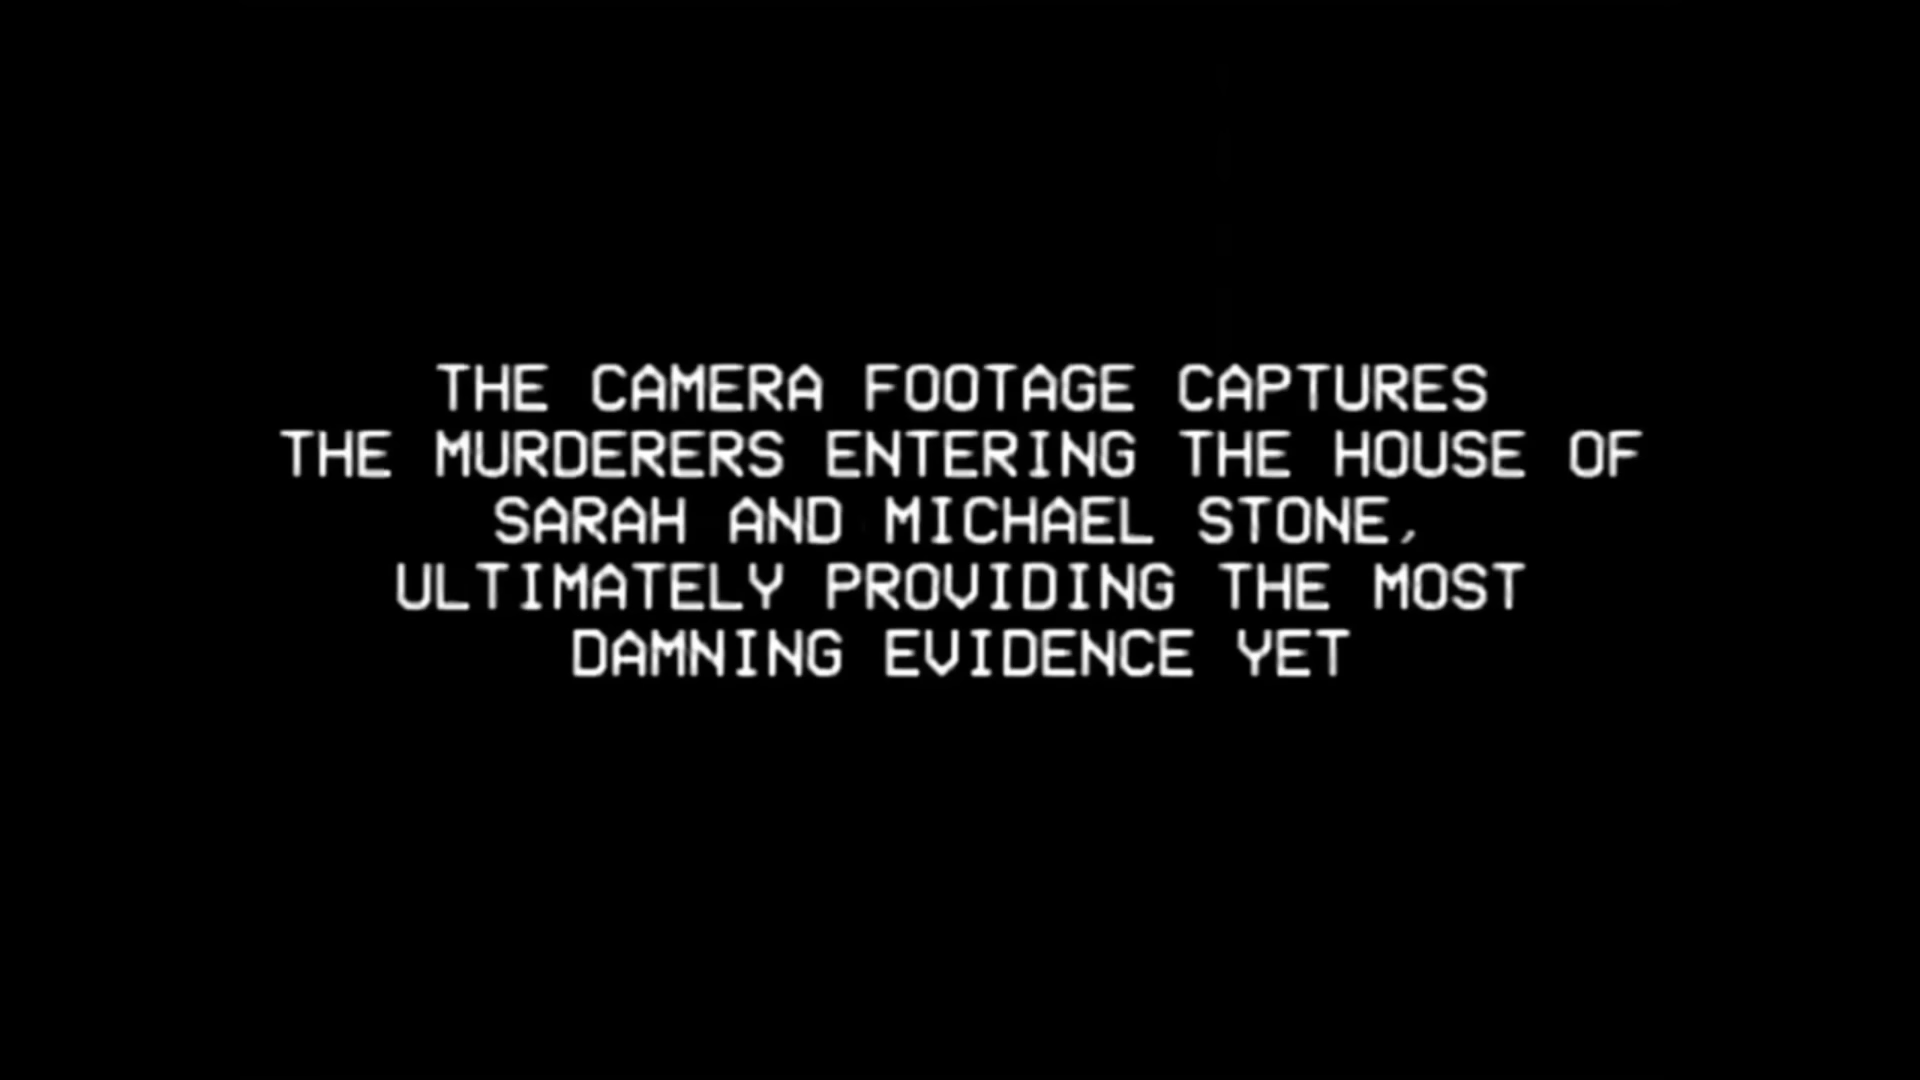 THE CAMERA FOOTAGE CAPTURES
THE MURDERERS ENTERING THE HOUSE OF
SARAH AND MICHAEL STONE,
ULTIMATELY PROVIDING THE MOST
DAMNING EVIDENCE YET